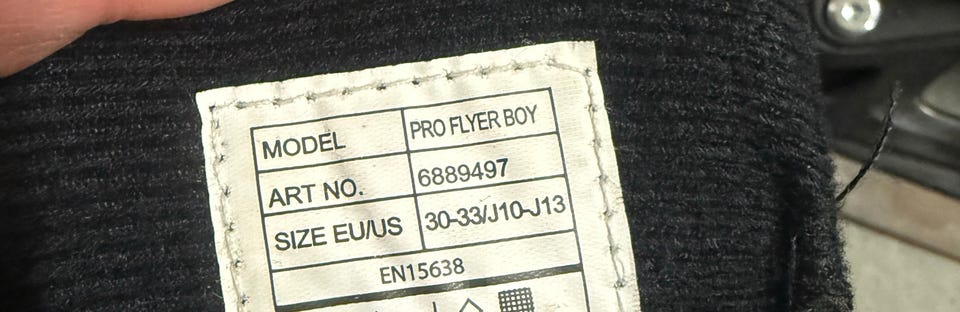 MODEL PRO FLYER BOY
ART NO. 6889497
SIZE EU/US 30-33/J10-J13
EN15638